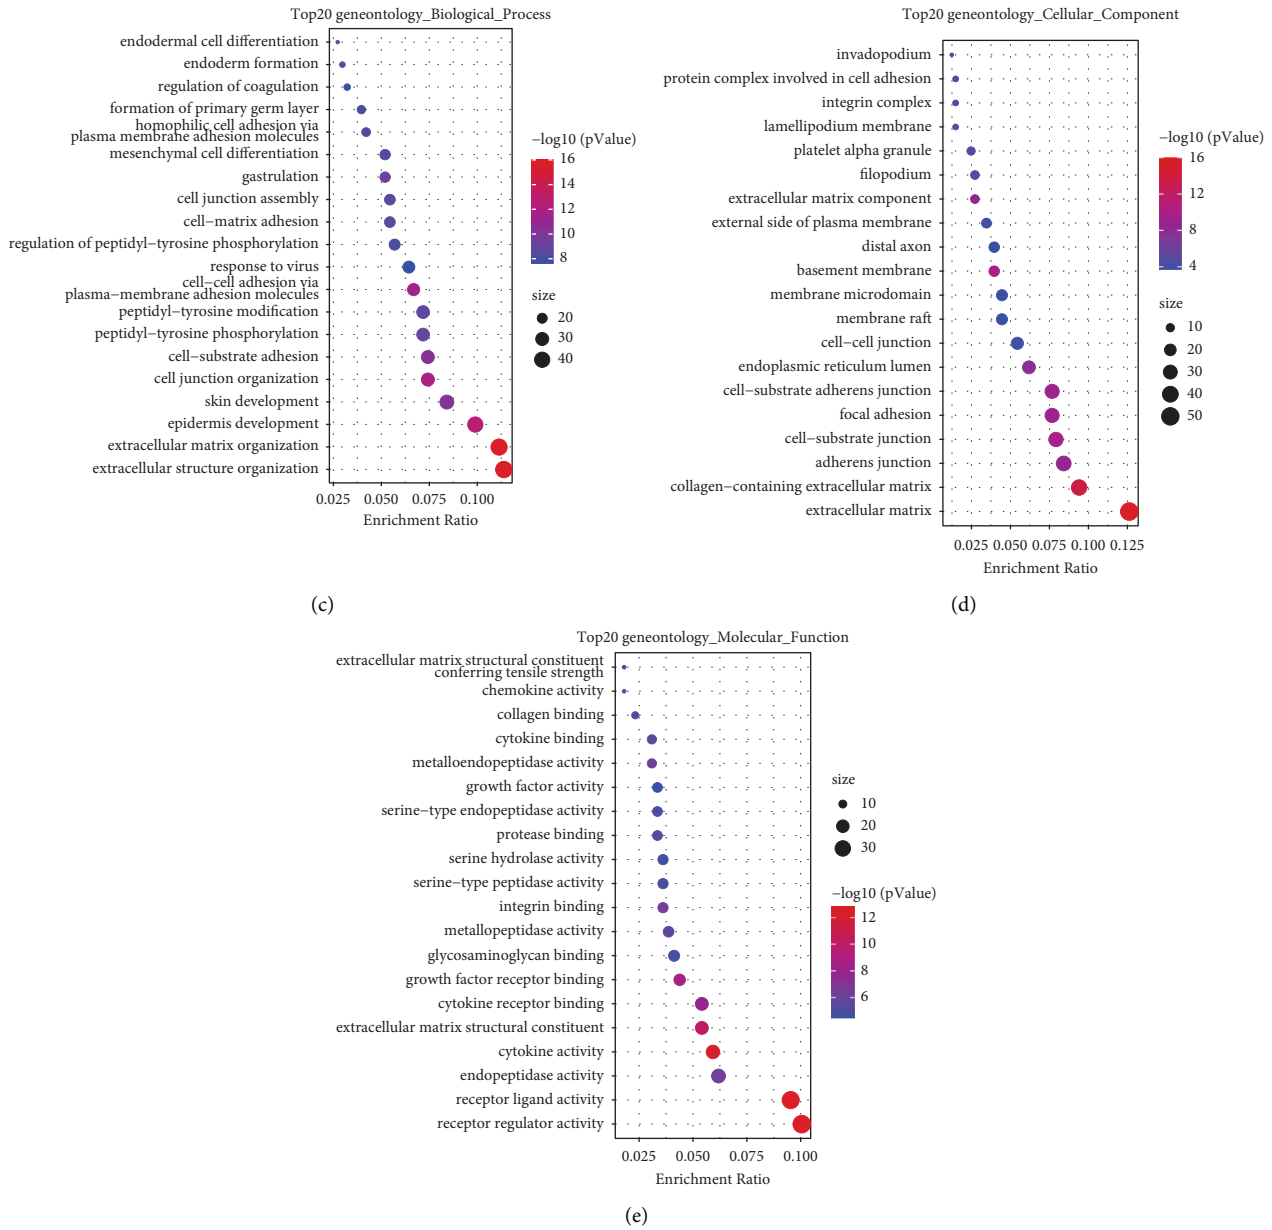 Top20 geneontology_Biological_Process
endodermal cell differentiation
endoderm formation
regulation of coagulation
formation of primary germ layer
homophilic cell adhesion via
plasma membrane adhesion molecules
mesenchymal cell differentiation
gastrulation
cell junction assembly
cell−matrix adhesion
regulation of peptidyl−tyrosine phosphorylation
response to virus
cell−cell adhesion via
plasma−membrane adhesion molecules
peptidyl−tyrosine modification
peptidyl−tyrosine phosphorylation
cell−substrate adhesion
cell junction organization
skin development
epidermis development
extracellular matrix organization
extracellular structure organization
0.025 0.050 0.075 0.100
Enrichment Ratio
−log10 (pValue)
16
14
12
10
8
size
20
30
40
(c)
Top20 geneontology_Cellular_Component
invadopodium
protein complex involved in cell adhesion
integrin complex
lamellipodium membrane
platelet alpha granule
filopodium
extracellular matrix component
external side of plasma membrane
distal axon
basement membrane
membrane microdomain
membrane raft
cell−cell junction
endoplasmic reticulum lumen
cell−substrate adherens junction
focal adhesion
cell−substrate junction
adherens junction
collagen−containing extracellular matrix
extracellular matrix
0.025 0.050 0.075 0.100 0.125
Enrichment Ratio
−log10 (pValue)
16
12
8
4
size
10
20
30
40
50
(d)
Top20 geneontology_Molecular_Function
extracellular matrix structural constituent
conferring tensile strength
chemokine activity
collagen binding
cytokine binding
metalloendopeptidase activity
growth factor activity
serine−type endopeptidase activity
protease binding
serine hydrolase activity
serine−type peptidase activity
integrin binding
metallopeptidase activity
glycosaminoglycan binding
growth factor receptor binding
cytokine receptor binding
extracellular matrix structural constituent
cytokine activity
endopeptidase activity
receptor ligand activity
receptor regulator activity
0.025 0.050 0.075 0.100
Enrichment Ratio
size
10
20
30
−log10 (pValue)
12
10
8
6
(e)